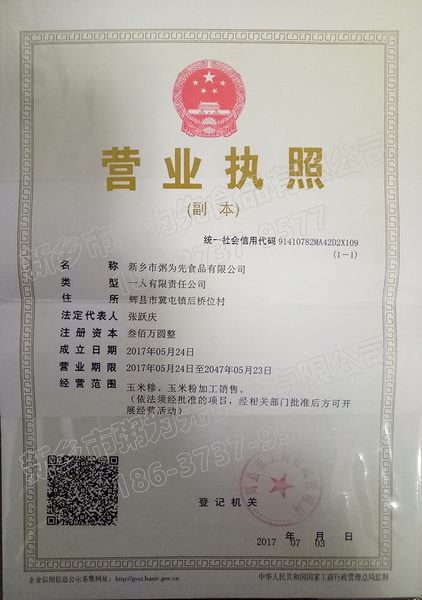 营业执照
(副 本)
统一社会信用代码 91410782MA42D2X109
(1-1)
名 称 新乡市粥为先食品有限公司
类 型 一人有限责任公司
住 所 辉县市冀屯镇后桥位村
法定代表人 张跃庆
注册资本 叁佰万圆整
成立日期 2017年05月24日
营业期限 2017年05月24日至2047年05月23日
经营范围 玉米糁、玉米粉加工销售。
(依法须经批准的项目,经相关部门批准后方可开
展经营活动)
登记机关
2017 年 07 月 03 日
企业信用信息公示系统网址: http://gsxt.haaic.gov.cn
中华人民共和国国家工商行政管理总局监制
新乡市粥为先食品有限公司
186-3737-9577